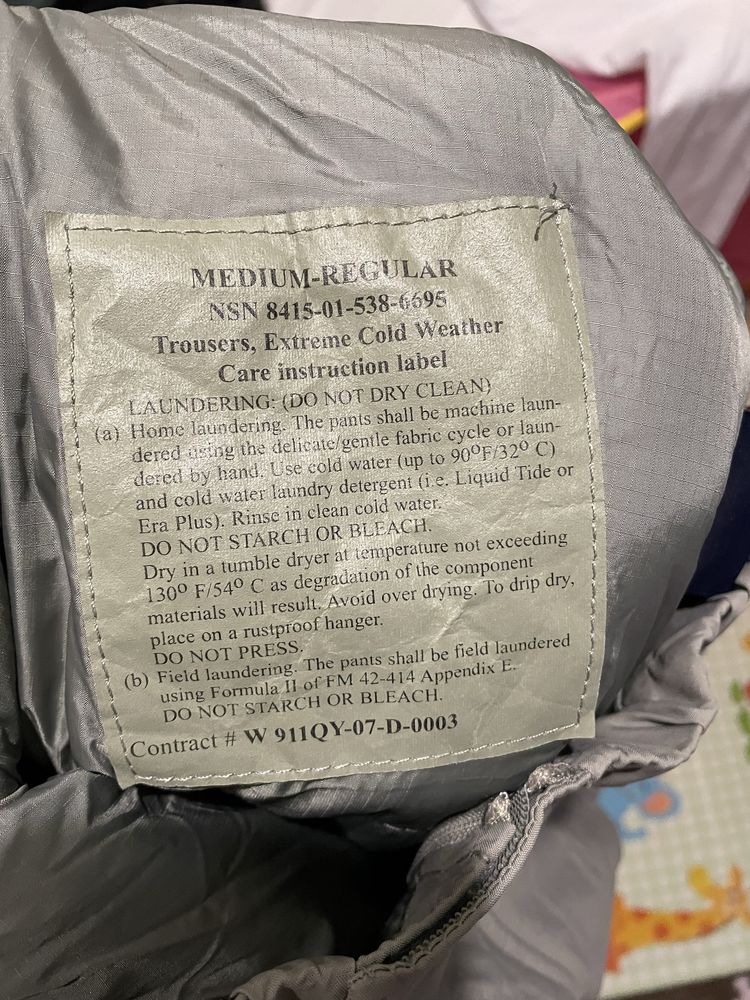 MEDIUM-REGULAR
NSN 8415-01-538-6695
Trousers, Extreme Cold Weather
Care instruction label
LAUNDERING: (DO NOT DRY CLEAN)
(a) Home laundering. The pants shall be machine laun-
dered using the delicate/gentle fabric cycle or laun-
dered by hand. Use cold water (up to 90⁰F/32⁰ C)
and cold water laundry detergent (i.e. Liquid Tide or
Era Plus). Rinse in clean cold water.
DO NOT STARCH OR BLEACH.
Dry in a tumble dryer at temperature not exceeding
130⁰ F/54⁰ C as degradation of the component
materials will result. Avoid over drying. To drip dry,
place on a rustproof hanger.
DO NOT PRESS.
(b) Field laundering. The pants shall be field laundered
using Formula II of FM 42-414 Appendix E.
DO NOT STARCH OR BLEACH.
Contract # W 911QY-07-D-0003